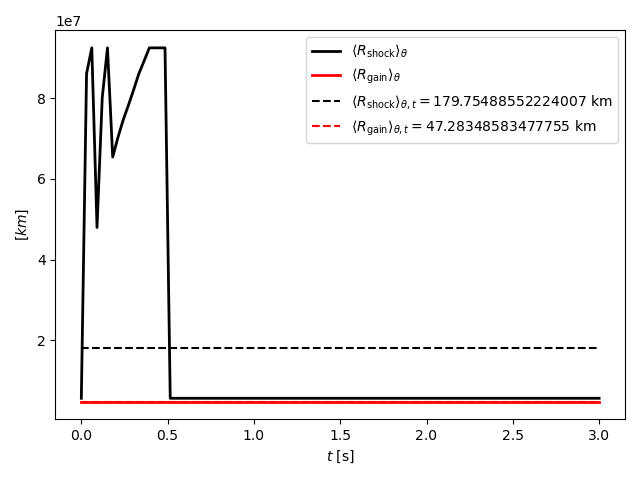 1e7
⟨R_shock⟩_θ
⟨R_gain⟩_θ
⟨R_shock⟩_θ,t = 179.75488552224007 km
⟨R_gain⟩_θ,t = 47.28348583477755 km
8
6
4
2
[km]
0.0 0.5 1.0 1.5 2.0 2.5 3.0
t [s]